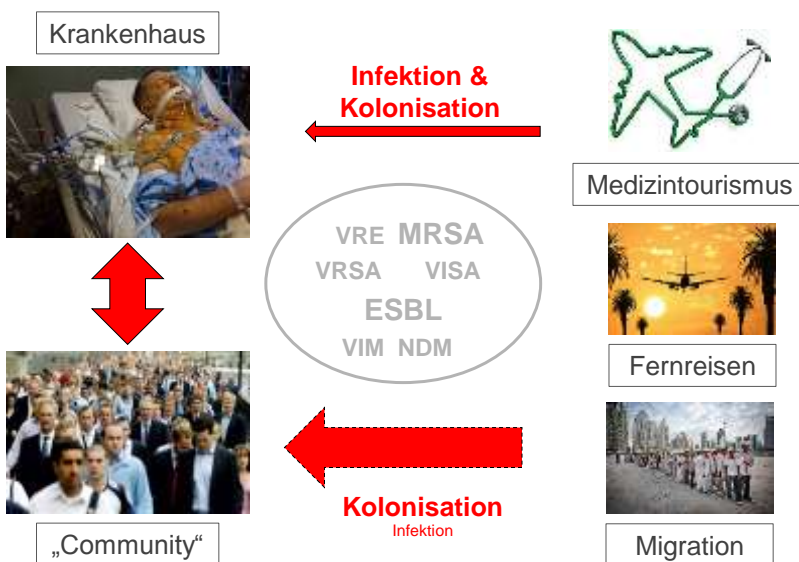 Krankenhaus
Infektion &
Kolonisation
Medizintourismus
VRE MRSA
VRSA VISA
ESBL
VIM NDM
Fernreisen
Kolonisation
Infektion
„Community“
Migration